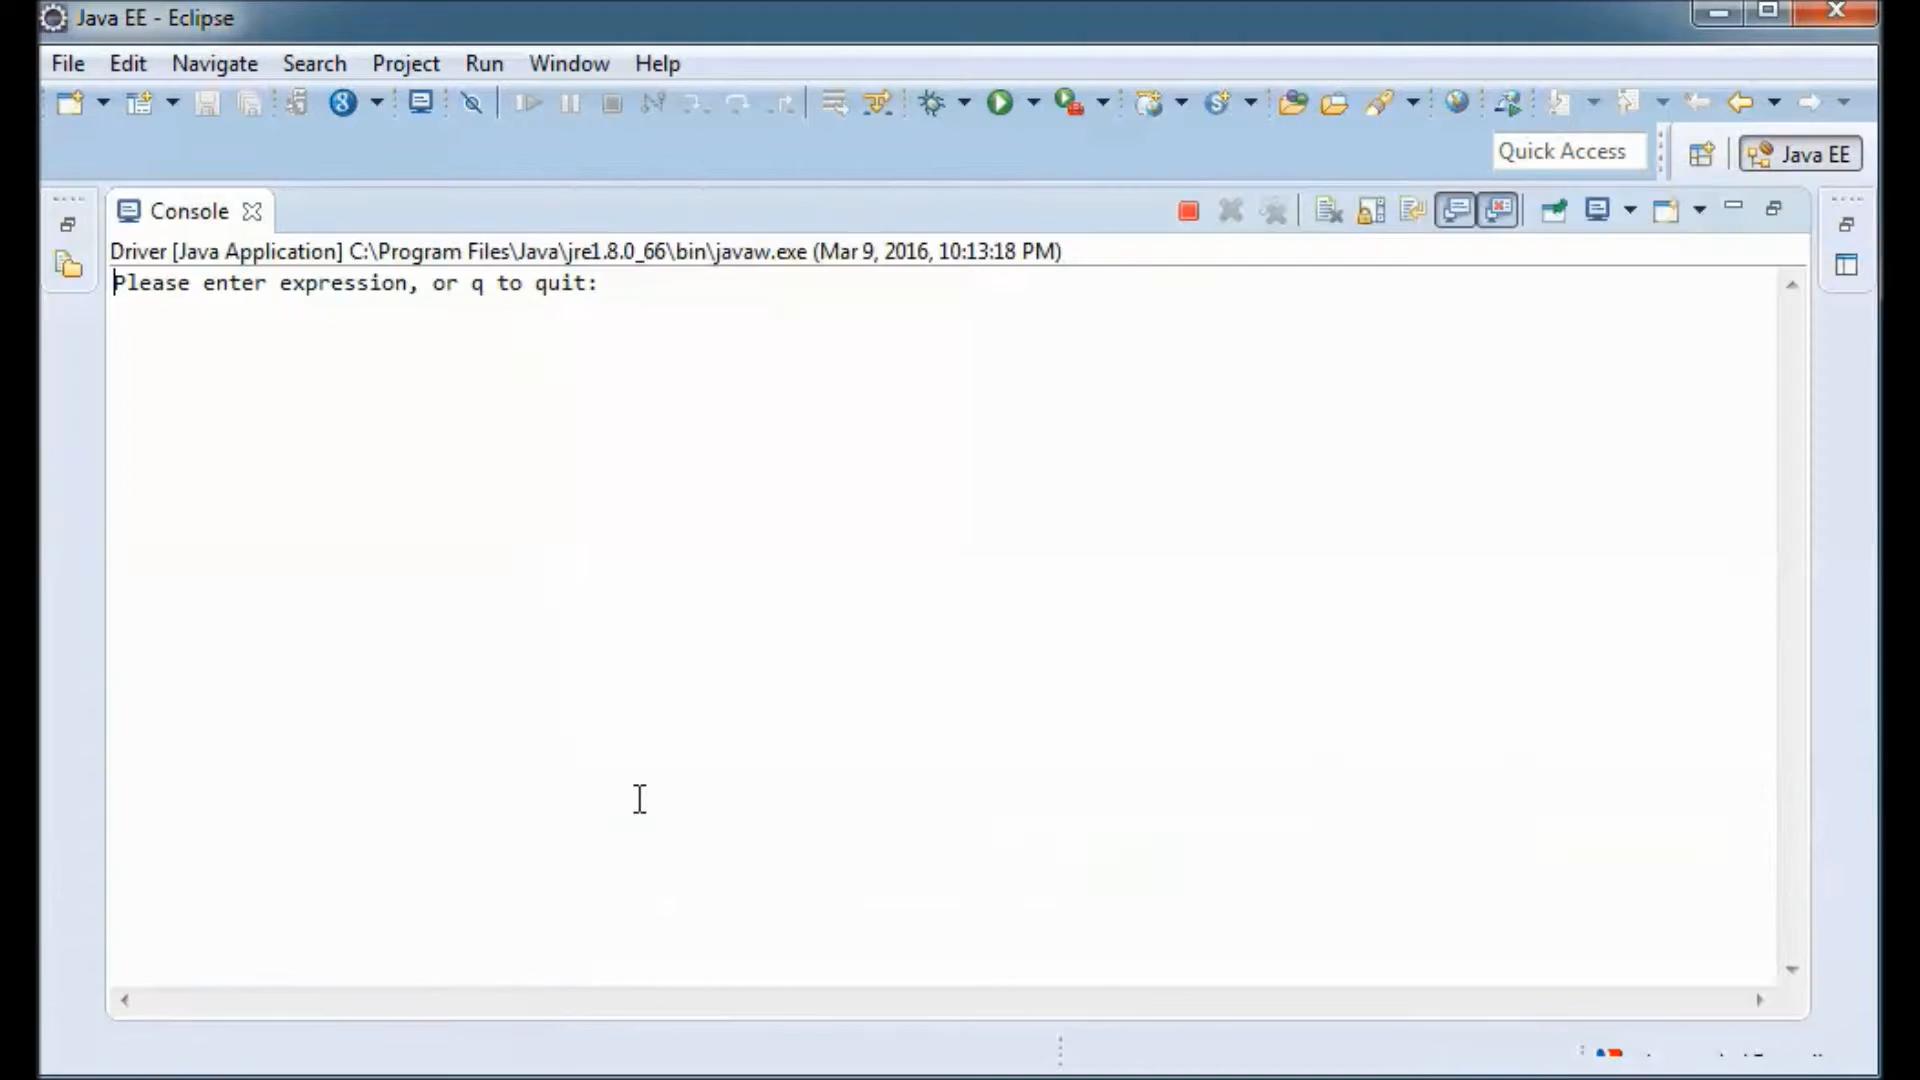 Java EE - Eclipse
File Edit Navigate Search Project Run Window Help
Quick Access
Java EE
Console
Driver [Java Application] C:\Program Files\Java\jre1.8.0_66\bin\javaw.exe (Mar 9, 2016, 10:13:18 PM)
Please enter expression, or q to quit: